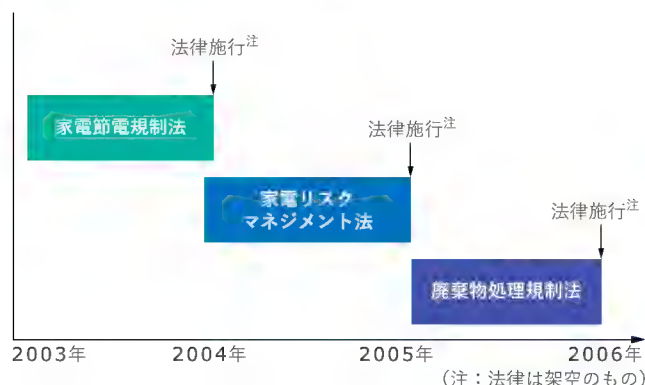 法律施行注
家電節電規制法
法律施行注
家電リスク
マネジメント法
法律施行注
廃棄物処理規制法
2003年 2004年 2005年 2006年
(注：法律は架空のもの)